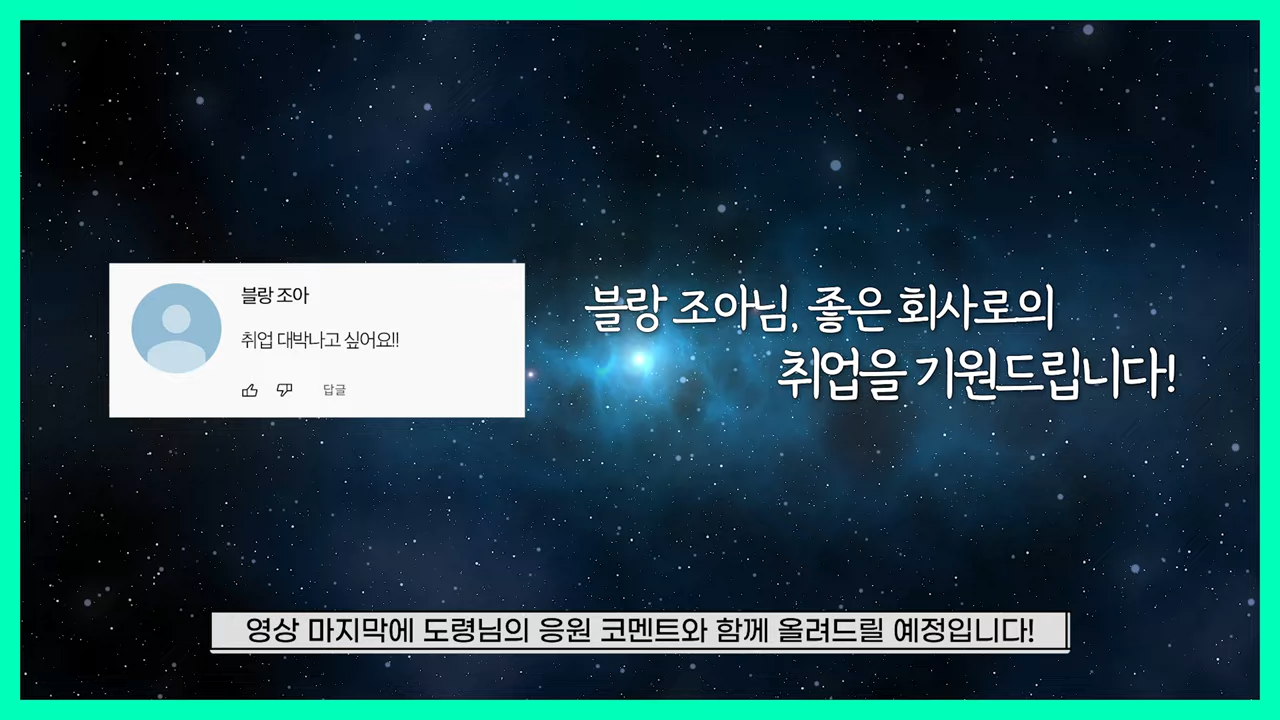 블랑 조아
취업 대박나고 싶어요!!
답글
블랑 조아님, 좋은 회사로의
취업을 기원드립니다!
영상 마지막에 도령님의 응원 코멘트와 함께 올려드릴 예정입니다!